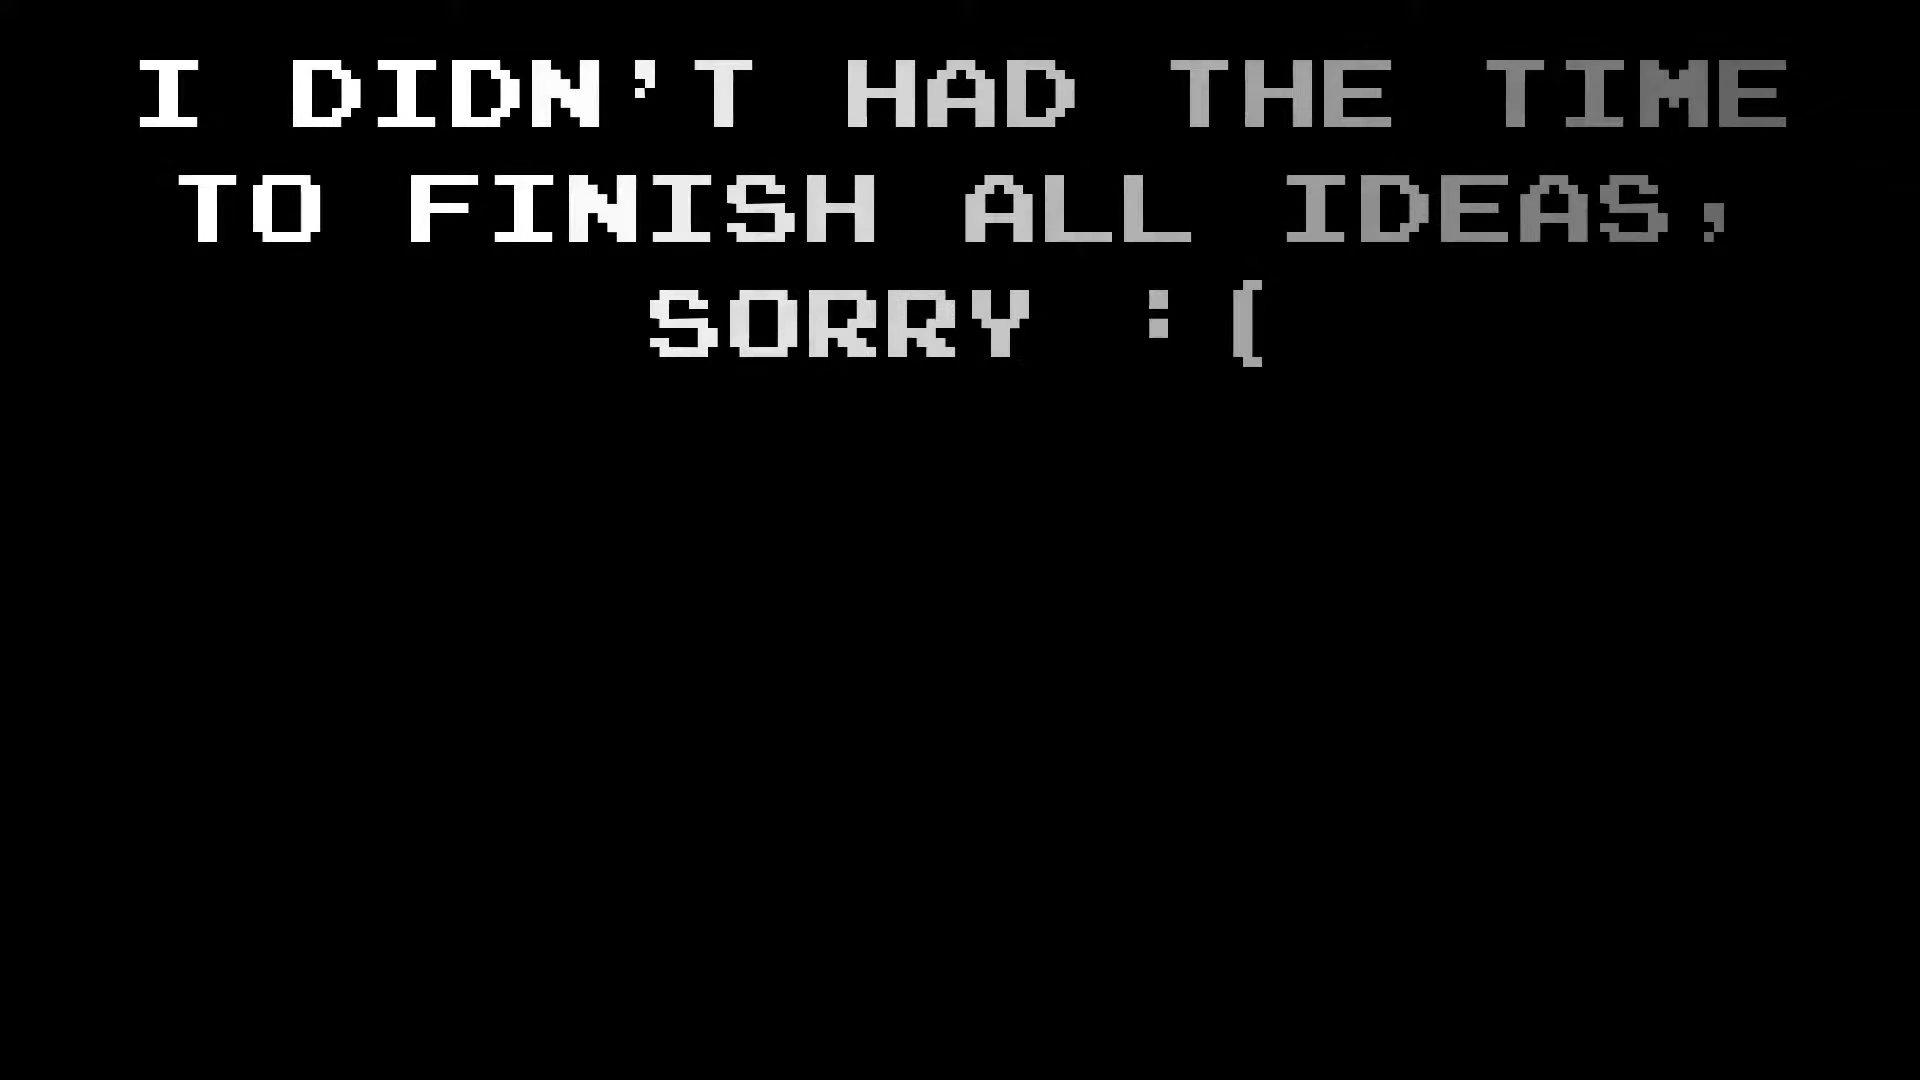 I DIDN'T HAD THE TIME
TO FINISH ALL IDEAS,
SORRY :(